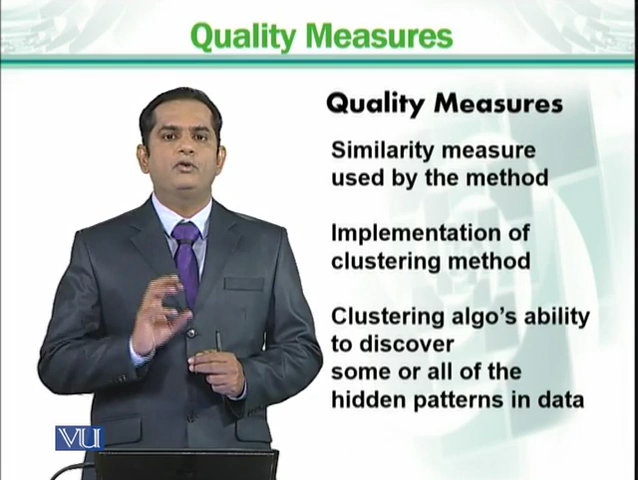 Quality Measures
Quality Measures
Similarity measure
used by the method
Implementation of
clustering method
Clustering algo's ability
to discover
some or all of the
hidden patterns in data
VU